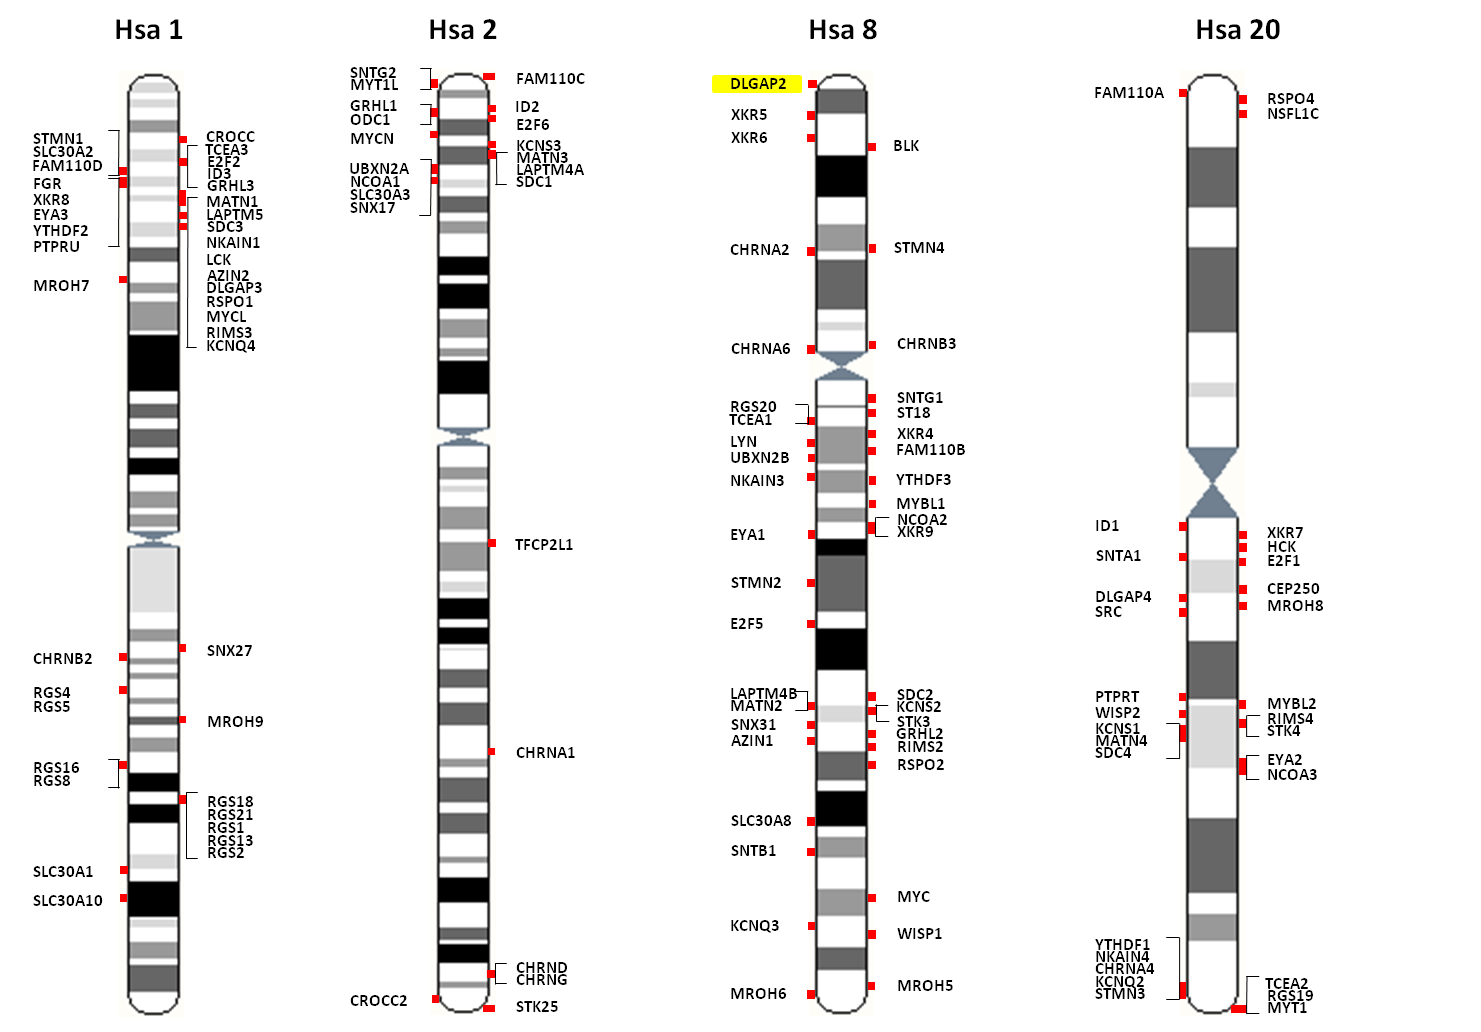 Hsa 1
STMN1
SLC30A2
FAM110D
FGR
XKR8
EYA3
YTHDF2
PTPRU
MROH7
CHRNB2
RGS4
RGS5
RGS16
RGS8
SLC30A1
SLC30A10
CROCC
TCEA3
E2F2
ID3
GRHL3
MATN1
LAPTM5
SDC3
NKAIN1
LCK
AZIN2
DLGAP3
RSPO1
MYCL
RIMS3
KCNQ4
SNX27
MROH9
RGS18
RGS21
RGS1
RGS13
RGS2
Hsa 2
SNTG2
MYT1L
GRHL1
ODC1
MYCN
UBXN2A
NCOA1
SLC30A3
SNX17
CROCC2
FAM110C
ID2
E2F6
KCNS3
MATN3
LAPTM4A
SDC1
TFCP2L1
CHRNA1
CHRND
CHRNG
STK25
Hsa 8
DLGAP2
XKR5
XKR6
CHRNA2
CHRNA6
RGS20
TCEA1
LYN
UBXN2B
NKAIN3
EYA1
STMN2
E2F5
LAPTM4B
MATN2
SNX31
AZIN1
SLC30A8
SNTB1
KCNQ3
MROH6
BLK
STMN4
CHRNB3
SNTG1
ST18
XKR4
FAM110B
YTHDF3
MYBL1
NCOA2
XKR9
SDC2
KCNS2
STK3
GRHL2
RIMS2
RSPO2
MYC
WISP1
MROH5
Hsa 20
FAM110A
ID1
SNTA1
DLGAP4
SRC
PTPRT
WISP2
KCNS1
MATN4
SDC4
YTHDF1
NKAIN4
CHRNA4
KCNQ2
STMN3
RSPO4
NSFL1C
XKR7
HCK
E2F1
CEP250
MROH8
MYBL2
RIMS4
STK4
EYA2
NCOA3
TCEA2
RGS19
MYT1